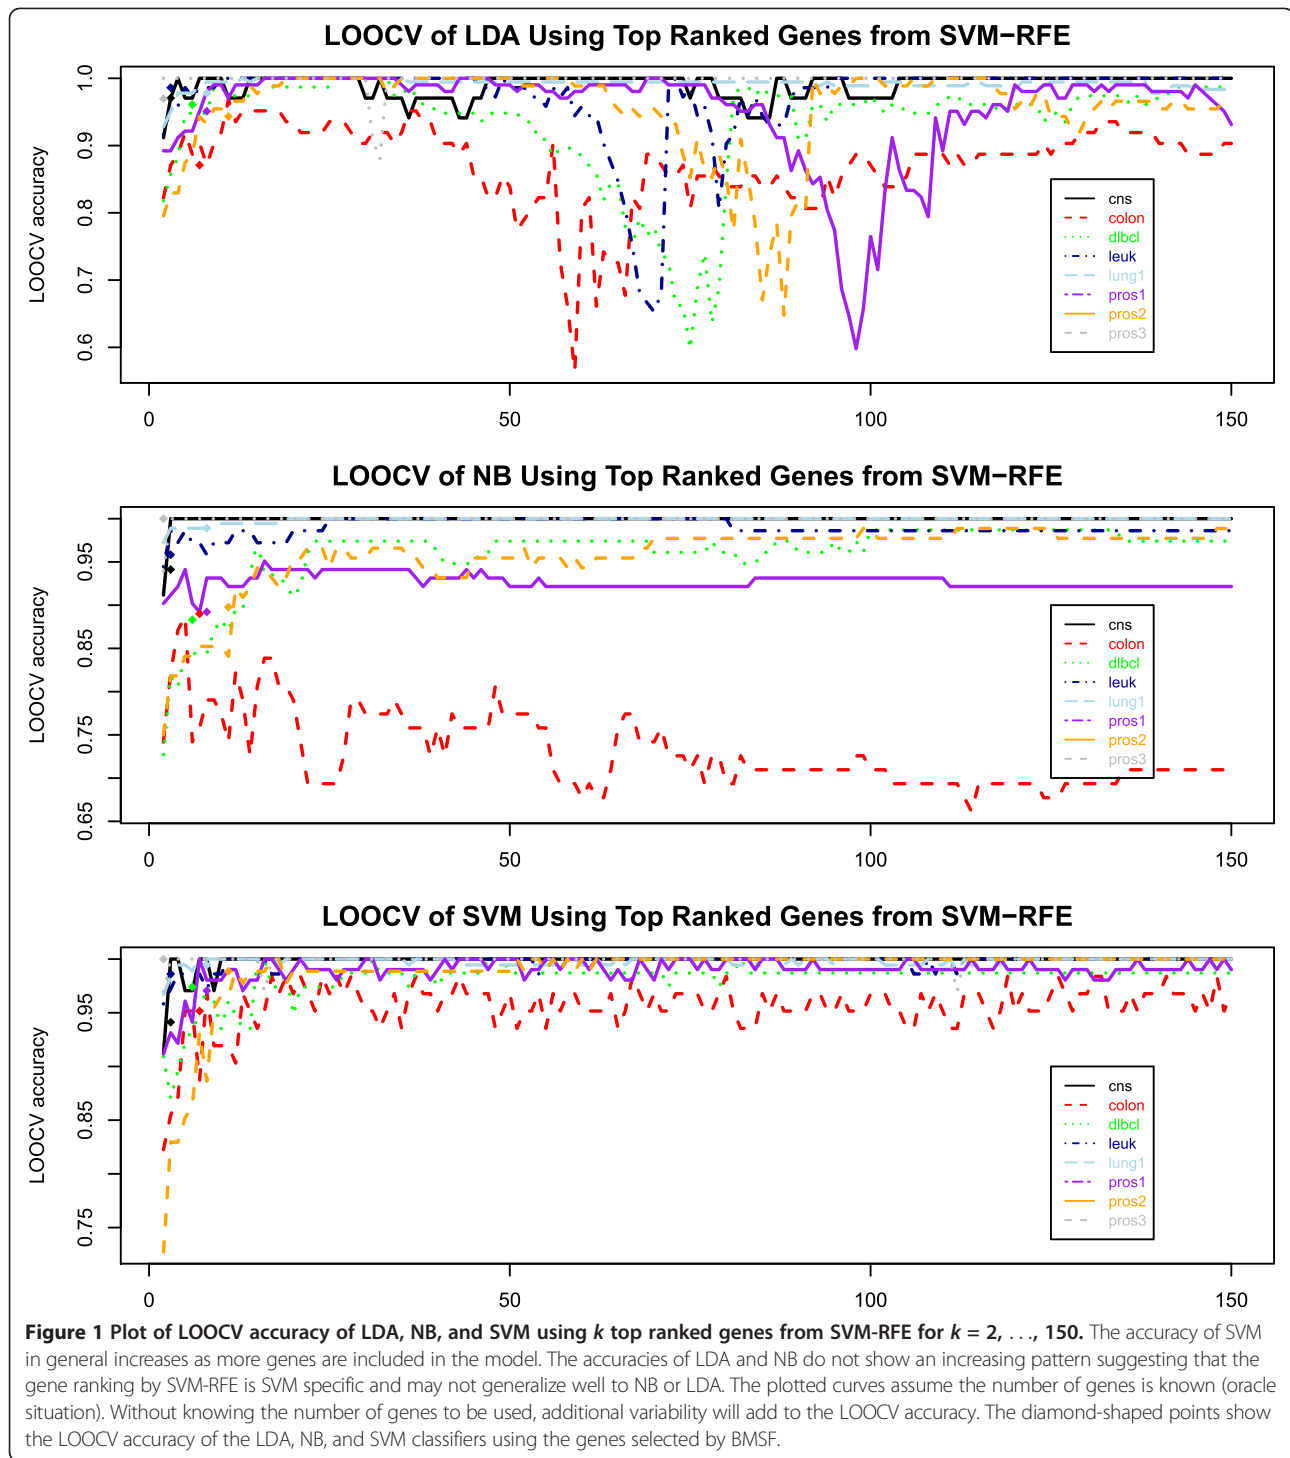 LOOCV of LDA Using Top Ranked Genes from SVM−RFE
LOOCV accuracy
1.0
0.9
0.8
0.7
0.6
0
50
100
150
cns
colon
dlbcl
leuk
lung1
pros1
pros2
pros3
LOOCV of NB Using Top Ranked Genes from SVM−RFE
LOOCV accuracy
0.95
0.85
0.75
0.65
0
50
100
150
cns
colon
dlbcl
leuk
lung1
pros1
pros2
pros3
LOOCV of SVM Using Top Ranked Genes from SVM−RFE
LOOCV accuracy
0.95
0.85
0.75
0
50
100
150
cns
colon
dlbcl
leuk
lung1
pros1
pros2
pros3
Figure 1 Plot of LOOCV accuracy of LDA, NB, and SVM using k top ranked genes from SVM-RFE for k = 2, . . ., 150. The accuracy of SVM
in general increases as more genes are included in the model. The accuracies of LDA and NB do not show an increasing pattern suggesting that the
gene ranking by SVM-RFE is SVM specific and may not generalize well to NB or LDA. The plotted curves assume the number of genes is known (oracle
situation). Without knowing the number of genes to be used, additional variability will add to the LOOCV accuracy. The diamond-shaped points show
the LOOCV accuracy of the LDA, NB, and SVM classifiers using the genes selected by BMSF.